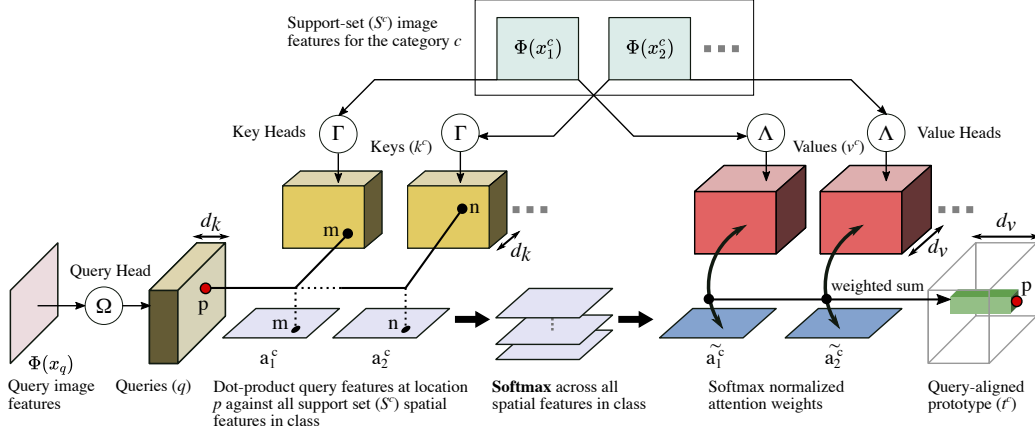 Support-set (S^c) image
features for the category c
Φ(x_1^c)
Φ(x_2^c)
Key Heads
Γ
Keys (k^c)
Γ
Λ
Values (v^c)
Λ
Value Heads
m
n
d_k
d_k
d_v
d_v
Query Head
Ω
p
m
n
weighted sum
p
a_1^c
a_2^c
ã_1^c
ã_2^c
Φ(x_q)
Query image
features
Queries (q)
Dot-product query features at location
p against all support set (S^c) spatial
features in class
Softmax across all
spatial features in class
Softmax normalized
attention weights
Query-aligned
prototype (t^c)